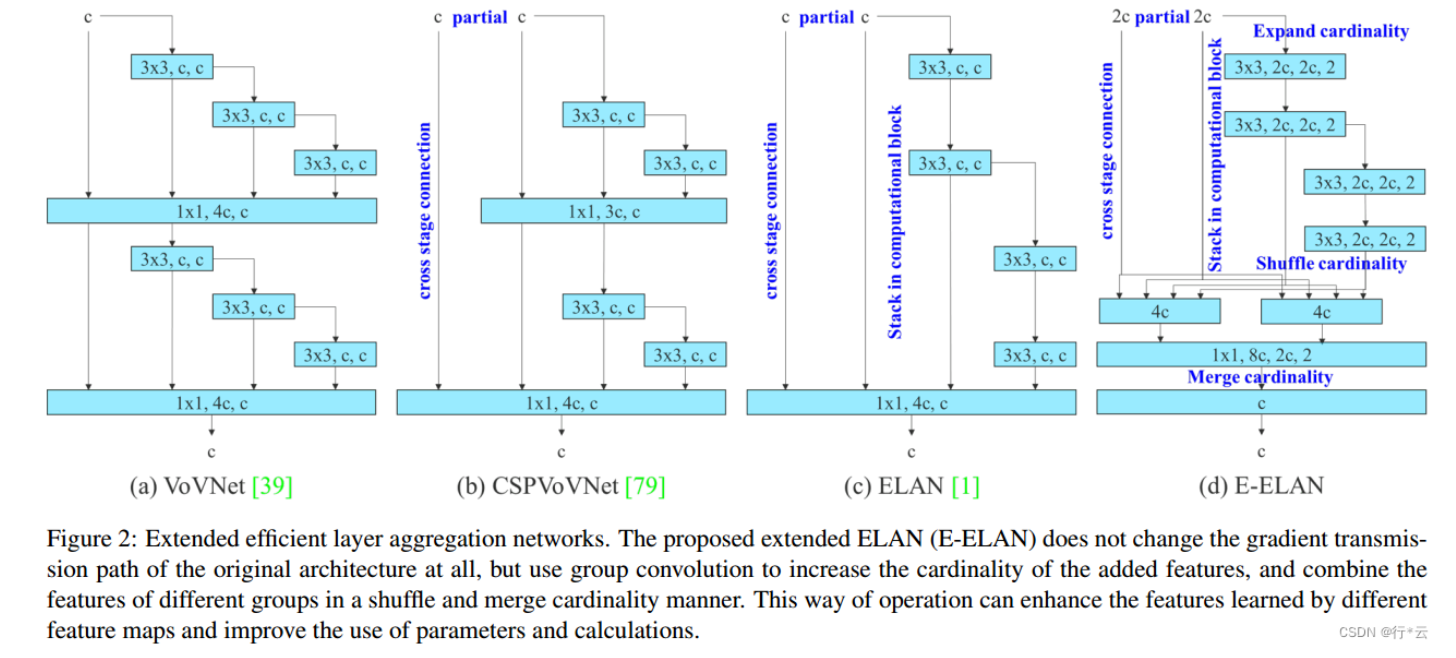 c
3x3, c, c
3x3, c, c
3x3, c, c
1x1, 4c, c
3x3, c, c
3x3, c, c
3x3, c, c
1x1, 4c, c
c
(a) VoVNet [39]
c partial c
cross stage connection
3x3, c, c
3x3, c, c
1x1, 3c, c
3x3, c, c
3x3, c, c
1x1, 4c, c
c
(b) CSPVoVNet [79]
c partial c
cross stage connection
Stack in computational block
3x3, c, c
3x3, c, c
3x3, c, c
3x3, c, c
1x1, 4c, c
c
(c) ELAN [1]
2c partial 2c
Expand cardinality
cross stage connection
Stack in computational block
3x3, 2c, 2c, 2
3x3, 2c, 2c, 2
3x3, 2c, 2c, 2
3x3, 2c, 2c, 2
Shuffle cardinality
4c
4c
1x1, 8c, 2c, 2
Merge cardinality
c
c
(d) E-ELAN
Figure 2: Extended efficient layer aggregation networks. The proposed extended ELAN (E-ELAN) does not change the gradient transmis-
sion path of the original architecture at all, but use group convolution to increase the cardinality of the added features, and combine the
features of different groups in a shuffle and merge cardinality manner. This way of operation can enhance the features learned by different
feature maps and improve the use of parameters and calculations.
CSDN @行*云